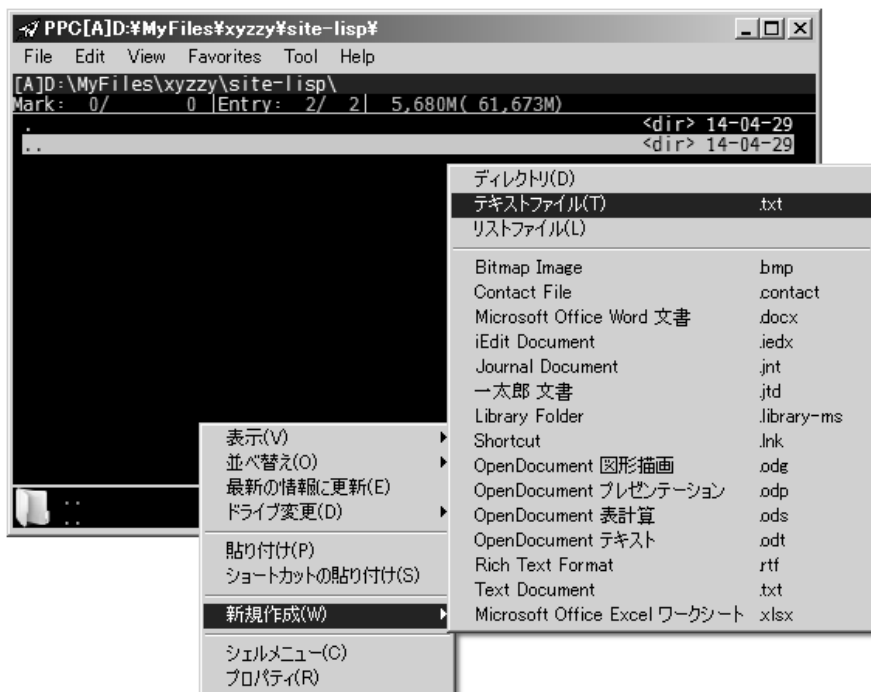 PPC[A]D:¥MyFiles¥xyzzy¥site-lisp¥
File Edit View Favorites Tool Help
[A]D:\MyFiles\xyzzy\site-lisp\
Mark: 0/ 0 |Entry: 2/ 2| 5,680M( 61,673M)
. <dir> 14-04-29
.. <dir> 14-04-29
ディレクトリ(D)
テキストファイル(T) .txt
リストファイル(L)
Bitmap Image .bmp
Contact File .contact
Microsoft Office Word 文書 .docx
iEdit Document .iedx
Journal Document .jnt
一太郎 文書 .jtd
Library Folder .library-ms
Shortcut .lnk
OpenDocument 図形描画 .odg
OpenDocument プレゼンテーション .odp
OpenDocument 表計算 .ods
OpenDocument テキスト .odt
Rich Text Format .rtf
Text Document .txt
Microsoft Office Excel ワークシート .xlsx
表示(V)
並べ替え(O)
最新の情報に更新(E)
ドライブ変更(D)
貼り付け(P)
ショートカットの貼り付け(S)
新規作成(W)
シェルメニュー(C)
プロパティ(R)
: :